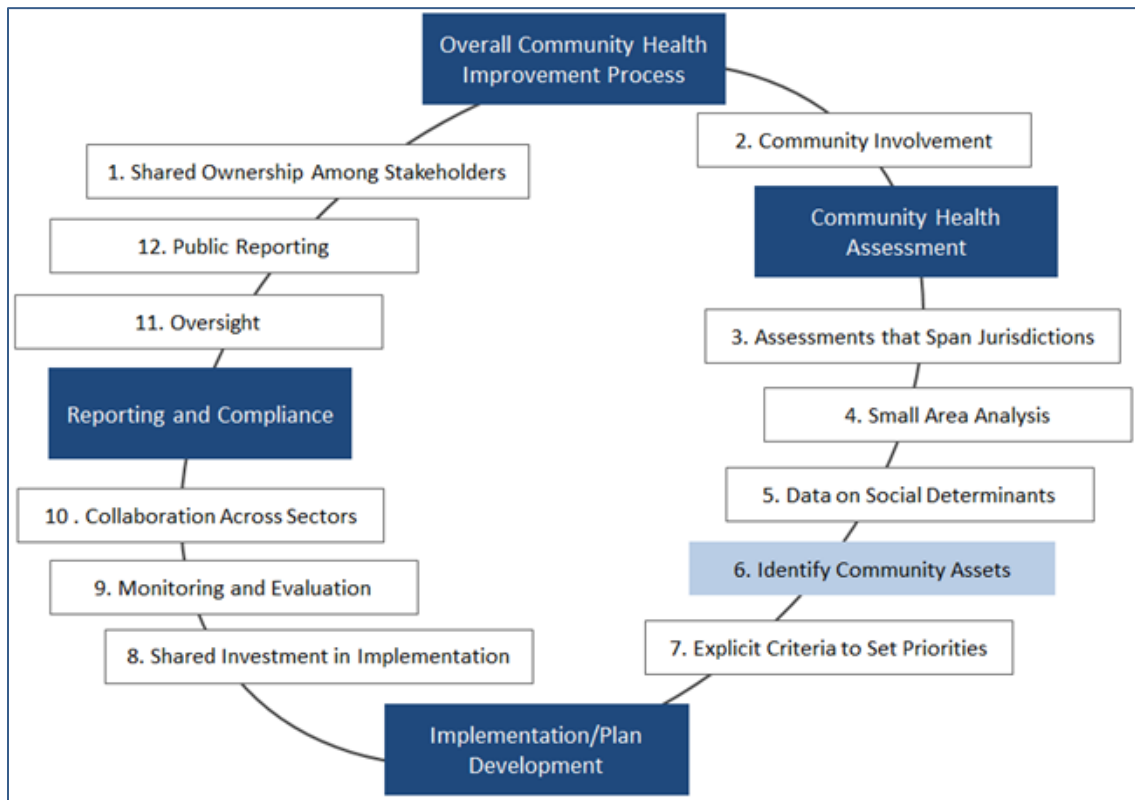 Overall Community Health
Improvement Process
2. Community Involvement
1. Shared Ownership Among Stakeholders
Community Health
Assessment
12. Public Reporting
11. Oversight
3. Assessments that Span Jurisdictions
Reporting and Compliance
4. Small Area Analysis
5. Data on Social Determinants
10 . Collaboration Across Sectors
6. Identify Community Assets
9. Monitoring and Evaluation
7. Explicit Criteria to Set Priorities
8. Shared Investment in Implementation
Implementation/Plan
Development